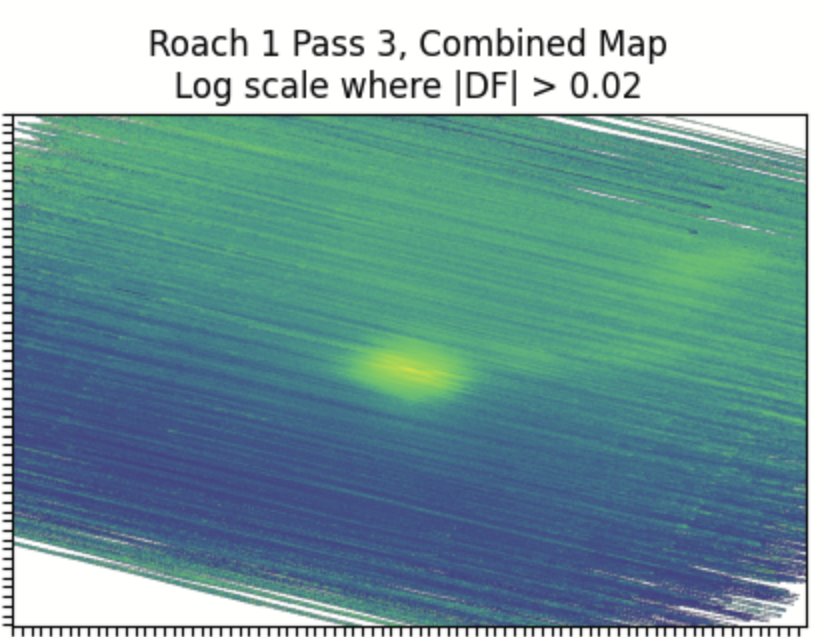 Roach 1 Pass 3, Combined Map
Log scale where |DF| > 0.02